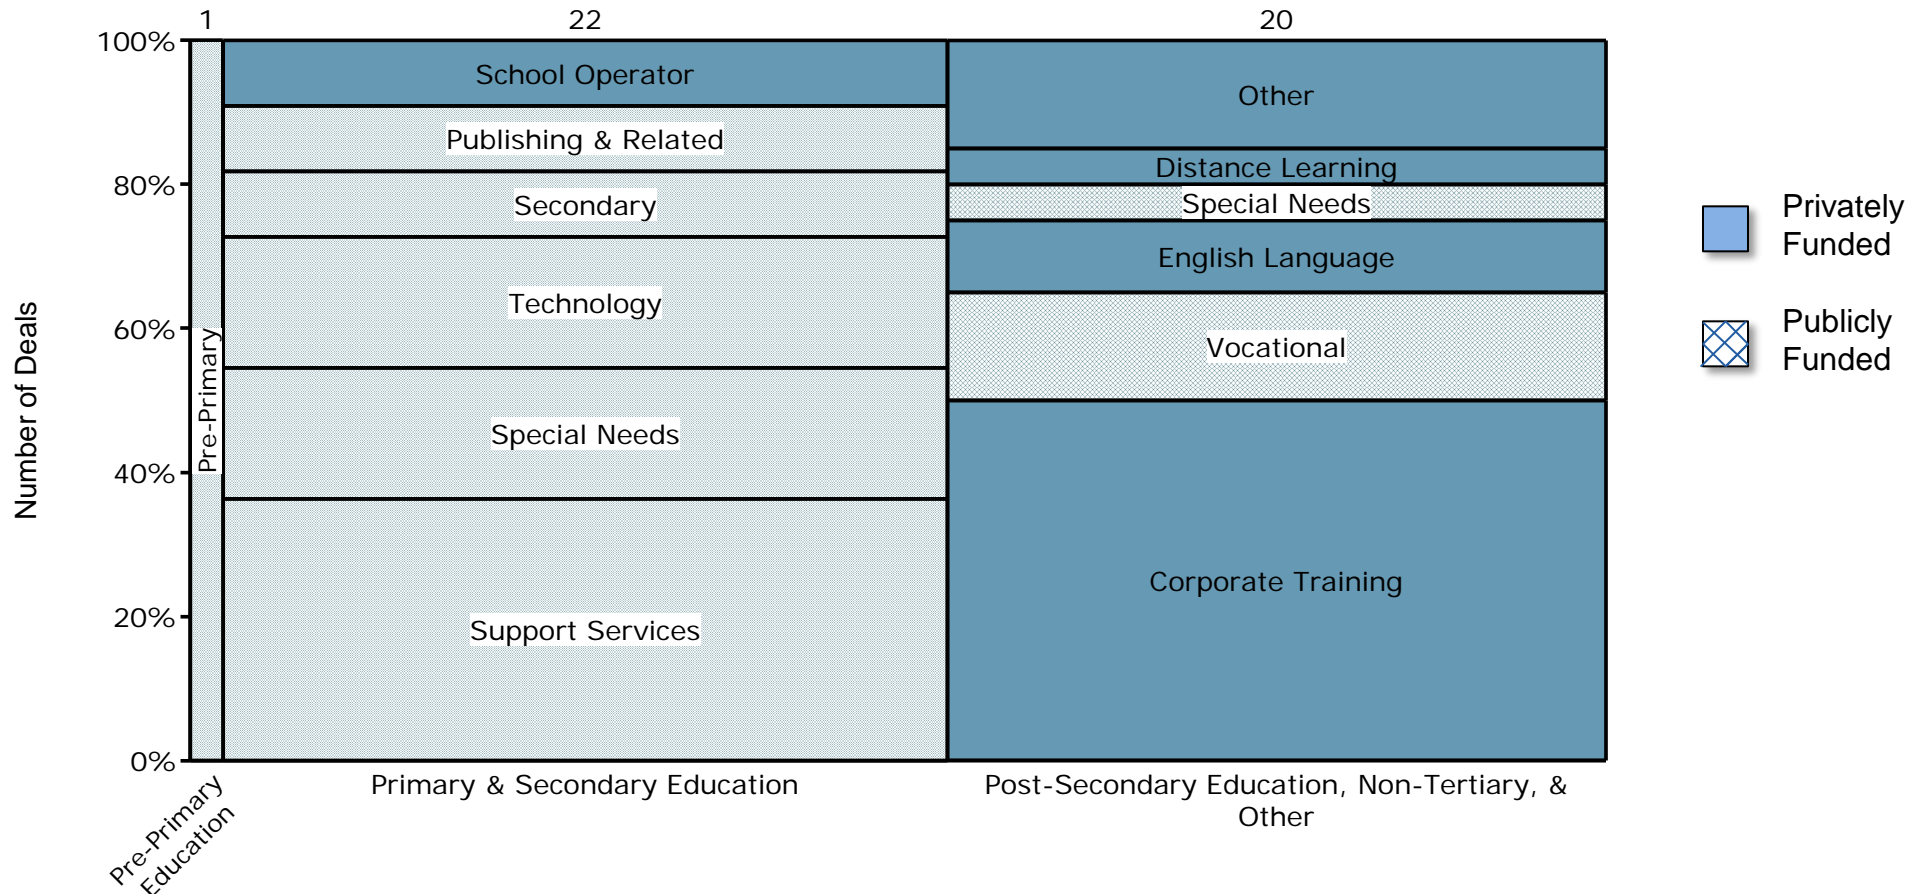 1
22
20
100%
80%
60%
40%
20%
0%
Number of Deals
Pre-Primary
School Operator
Publishing & Related
Secondary
Technology
Special Needs
Support Services
Other
Distance Learning
Special Needs
English Language
Vocational
Corporate Training
Pre-Primary
Education
Primary & Secondary Education
Post-Secondary Education, Non-Tertiary, &
Other
Privately
Funded
Publicly
Funded